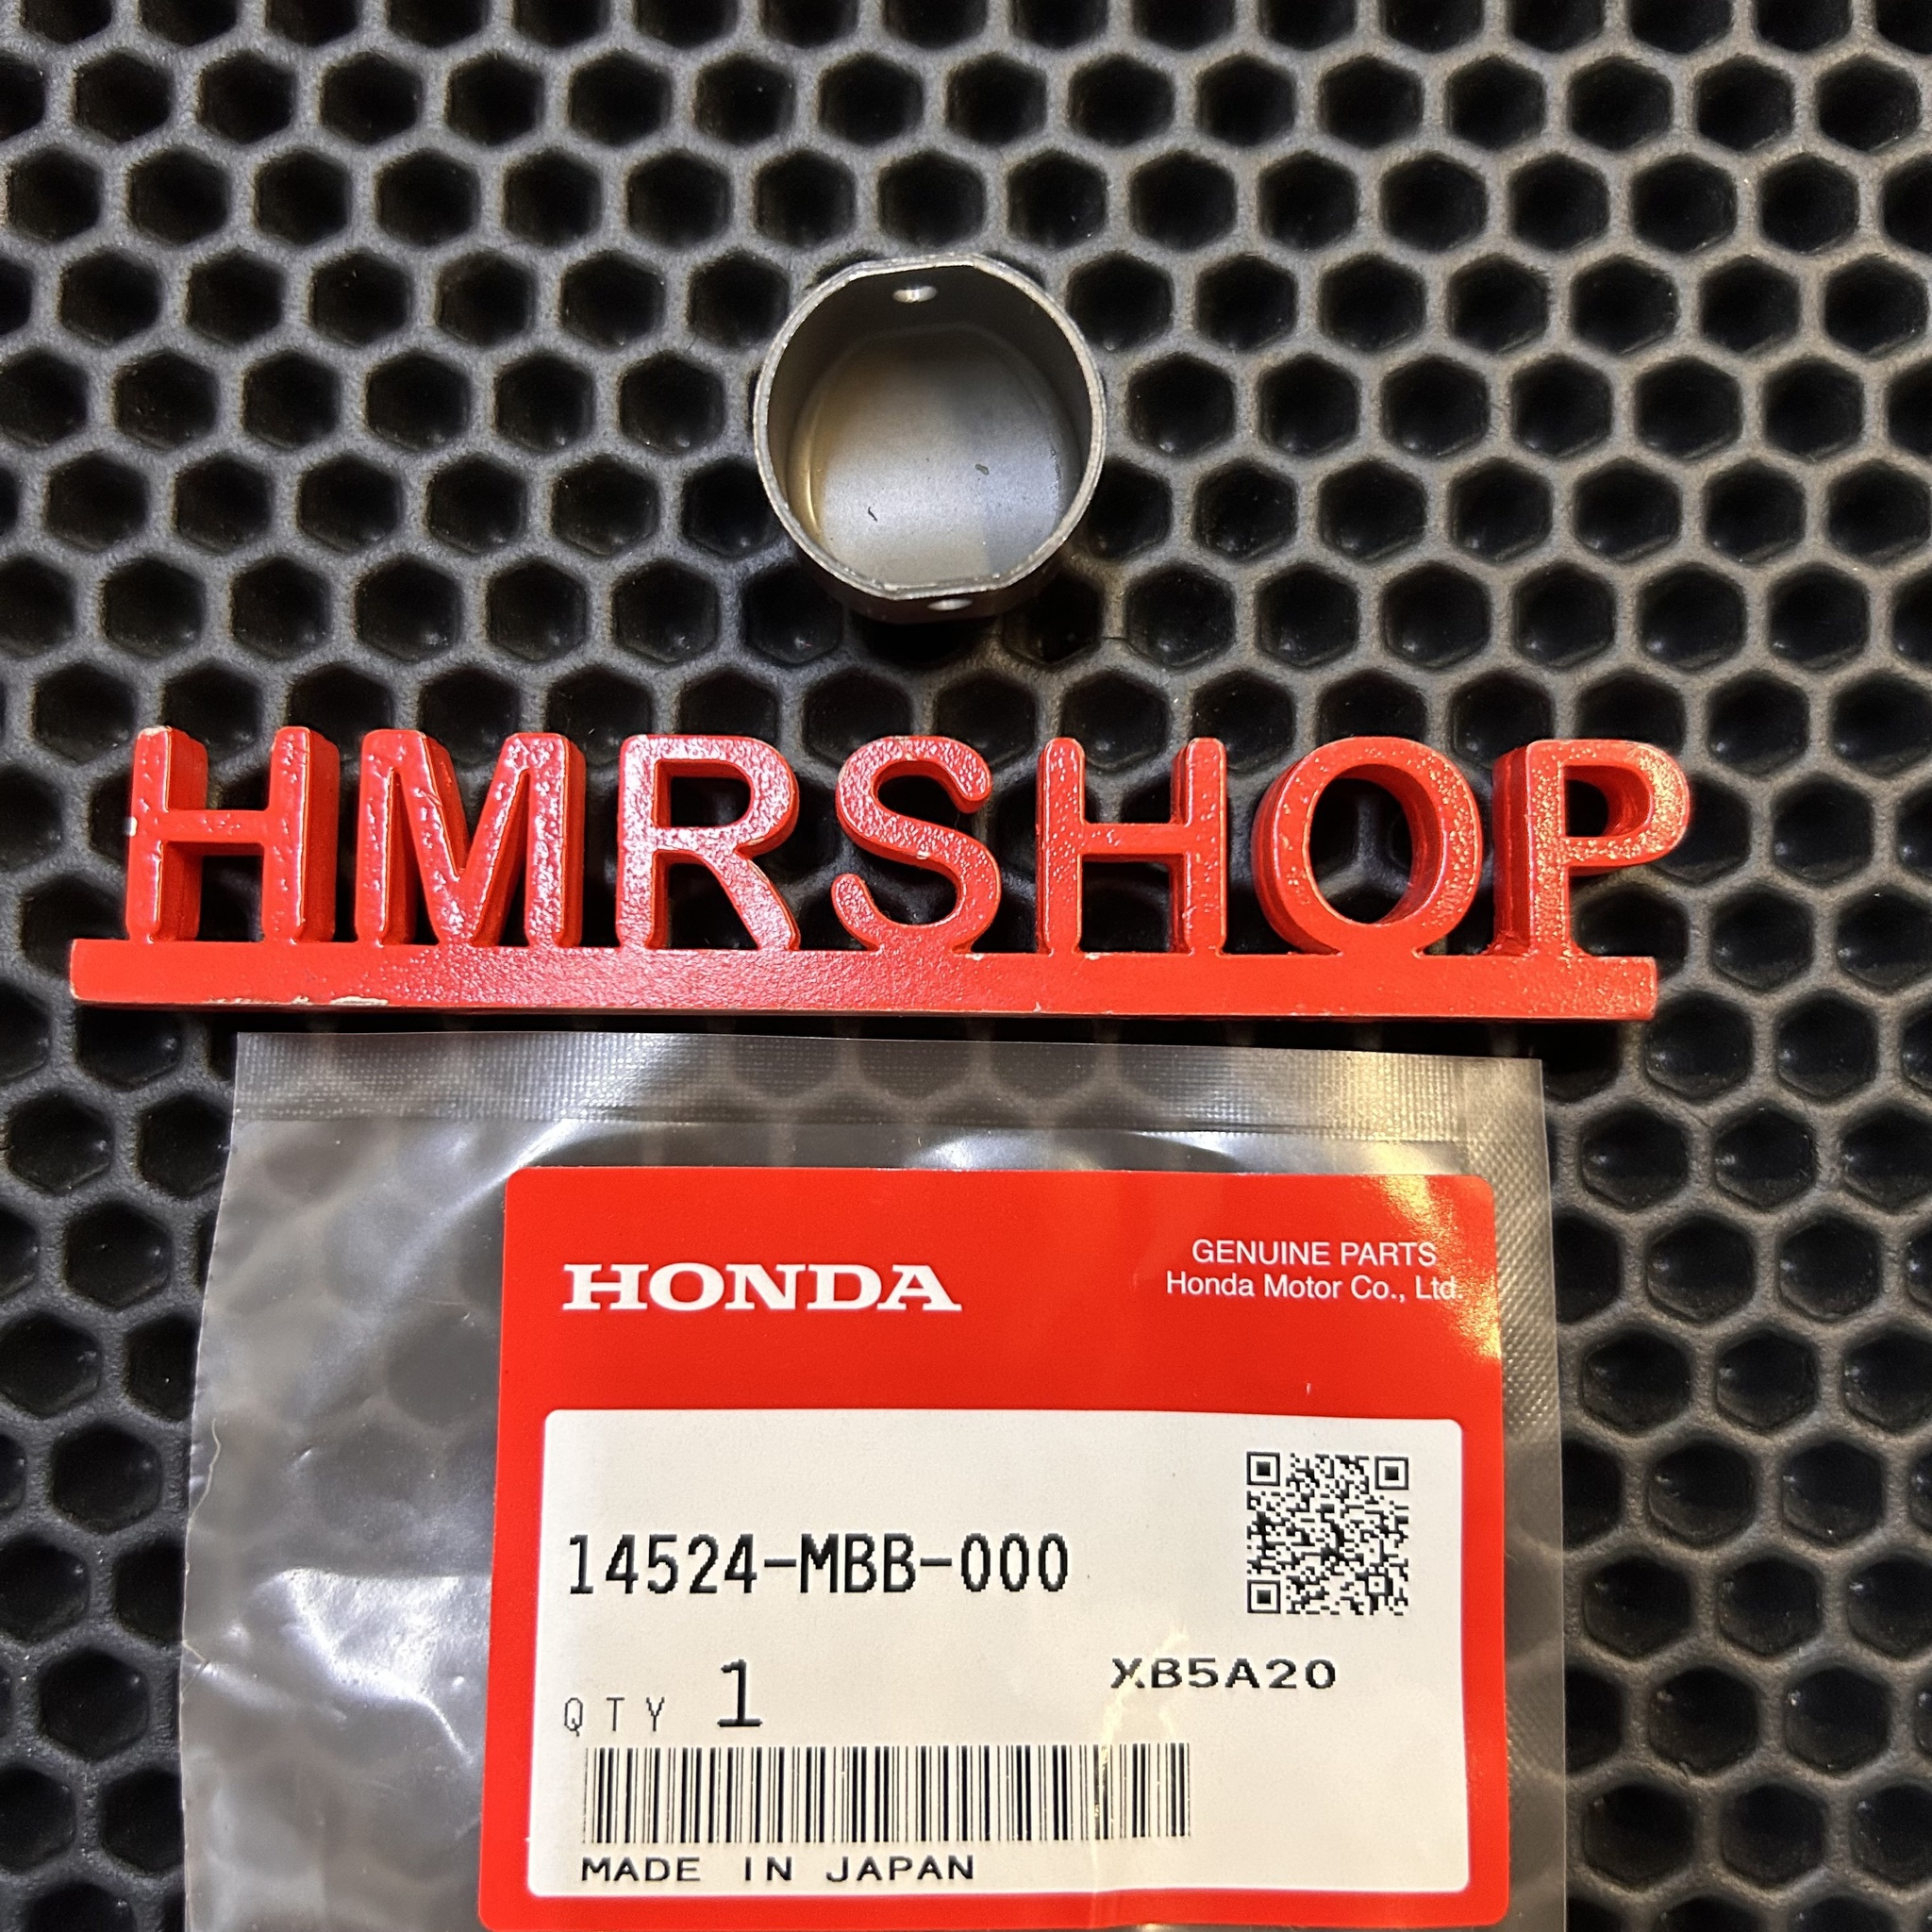 HMRSHOP
HONDA
GENUINE PARTS
Honda Motor Co., Ltd.
14524-MBB-000
QTY 1
XB5A20
MADE IN JAPAN